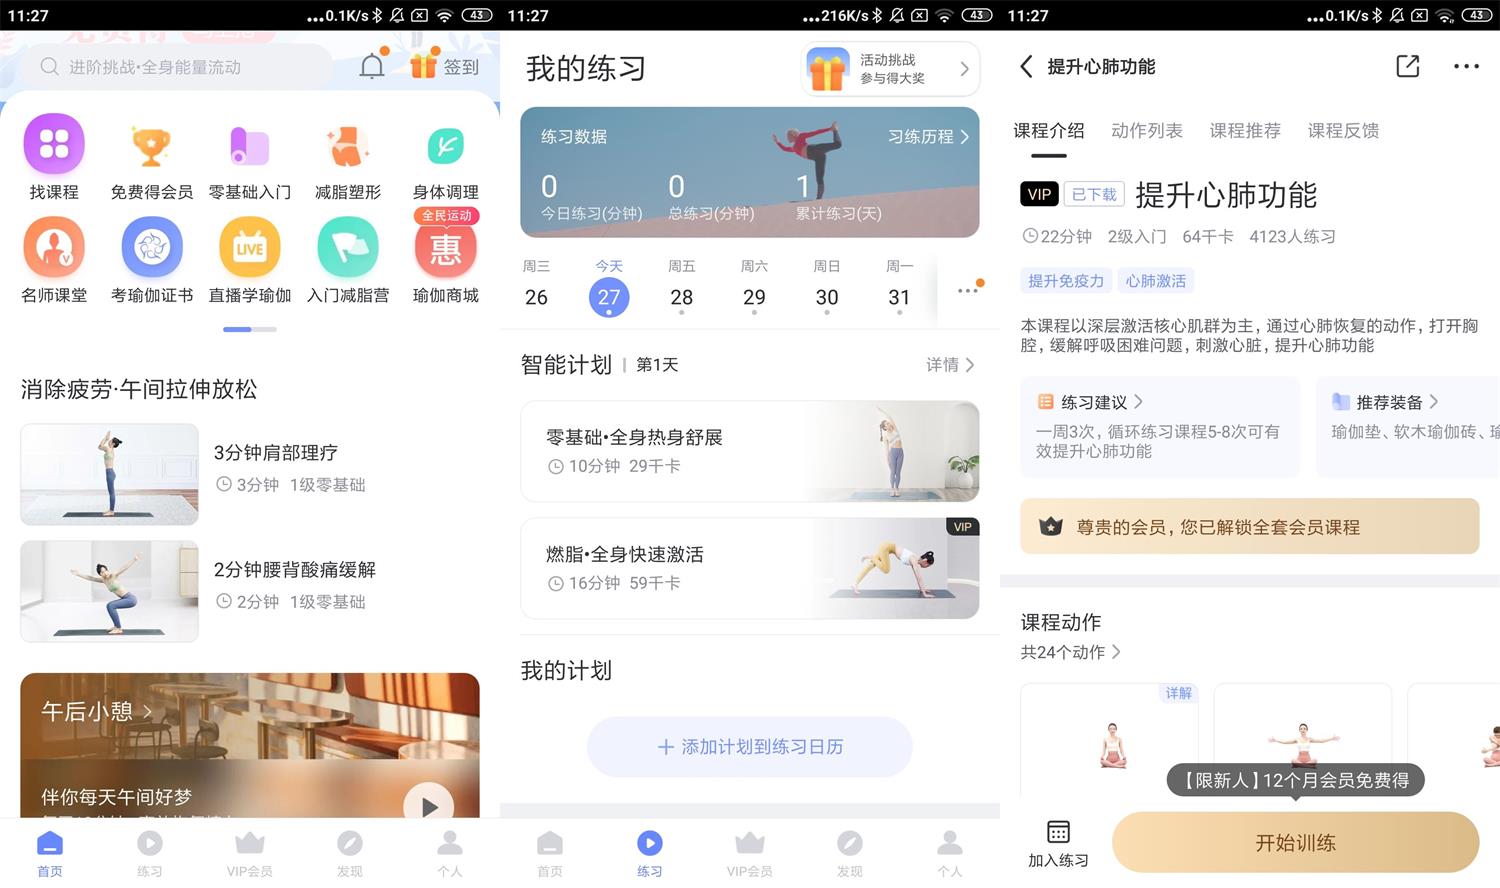 11:27
...0.1K/s
43
进阶挑战·全身能量流动
签到
找课程
免费得会员
零基础入门
减脂塑形
身体调理
全民运动
LIVE
惠
名师课堂
考瑜伽证书
直播学瑜伽
入门减脂营
瑜伽商城
消除疲劳·午间拉伸放松
3分钟肩部理疗
3分钟 1级零基础
2分钟腰背酸痛缓解
2分钟 1级零基础
午后小憩
伴你每天午间好梦
首页
练习
VIP会员
发现
个人
11:27
...216K/s
43
我的练习
活动挑战
参与得大奖
练习数据
习练历程
0
0
1
今日练习(分钟)
总练习(分钟)
累计练习(天)
周三
今天
周五
周六
周日
周一
26
27
28
29
30
31
智能计划
第1天
详情
零基础•全身热身舒展
10分钟 29千卡
VIP
燃脂•全身快速激活
16分钟 59千卡
我的计划
+ 添加计划到练习日历
首页
练习
VIP会员
发现
个人
11:27
...0.1K/s
43
提升心肺功能
课程介绍
动作列表
课程推荐
课程反馈
VIP
已下载
提升心肺功能
22分钟 2级入门 64千卡 4123人练习
提升免疫力
心肺激活
本课程以深层激活核心肌群为主，通过心肺恢复的动作，打开胸
腔，缓解呼吸困难问题，刺激心脏，提升心肺功能
练习建议
一周3次，循环练习课程5-8次可有
效提升心肺功能
推荐装备
瑜伽垫、软木瑜伽砖、
尊贵的会员，您已解锁全套会员课程
课程动作
共24个动作
详解
【限新人】12个月会员免费得
加入练习
开始训练